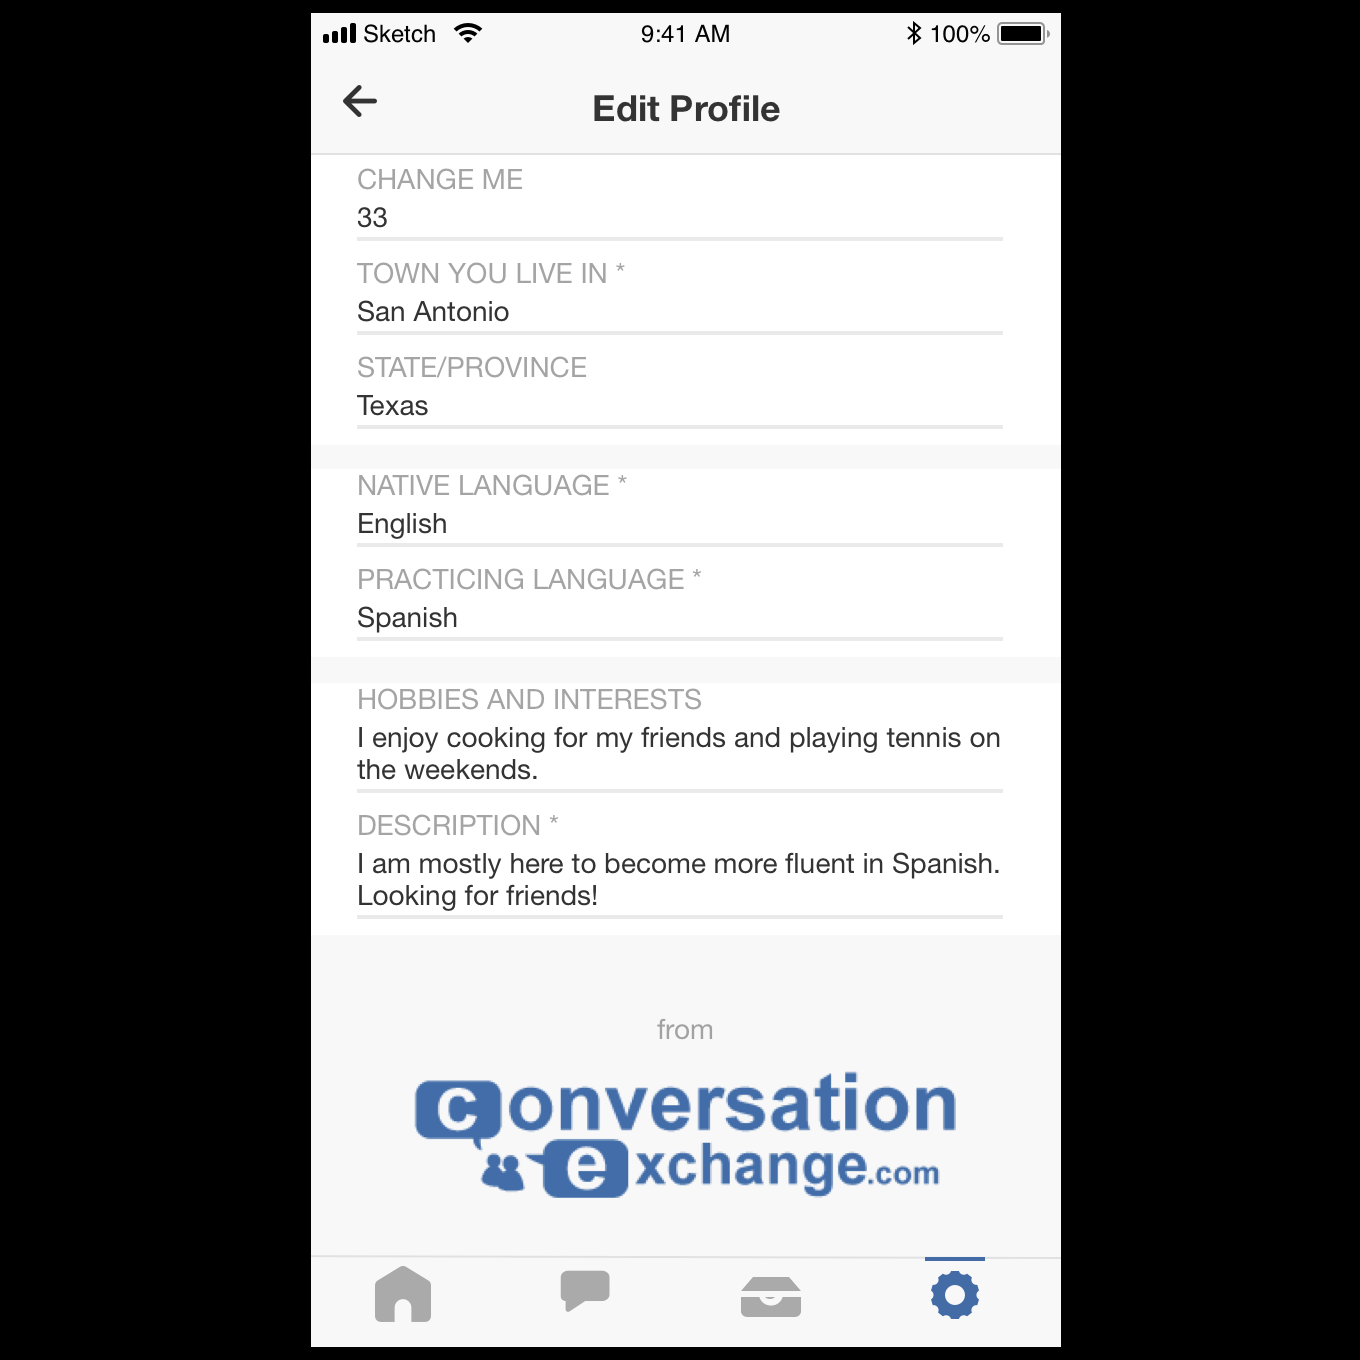 Sketch 9:41 AM 100%
Edit Profile
CHANGE ME
33
TOWN YOU LIVE IN *
San Antonio
STATE/PROVINCE
Texas
NATIVE LANGUAGE *
English
PRACTICING LANGUAGE *
Spanish
HOBBIES AND INTERESTS
I enjoy cooking for my friends and playing tennis on
the weekends.
DESCRIPTION *
I am mostly here to become more fluent in Spanish.
Looking for friends!
from
conversation
exchange.com